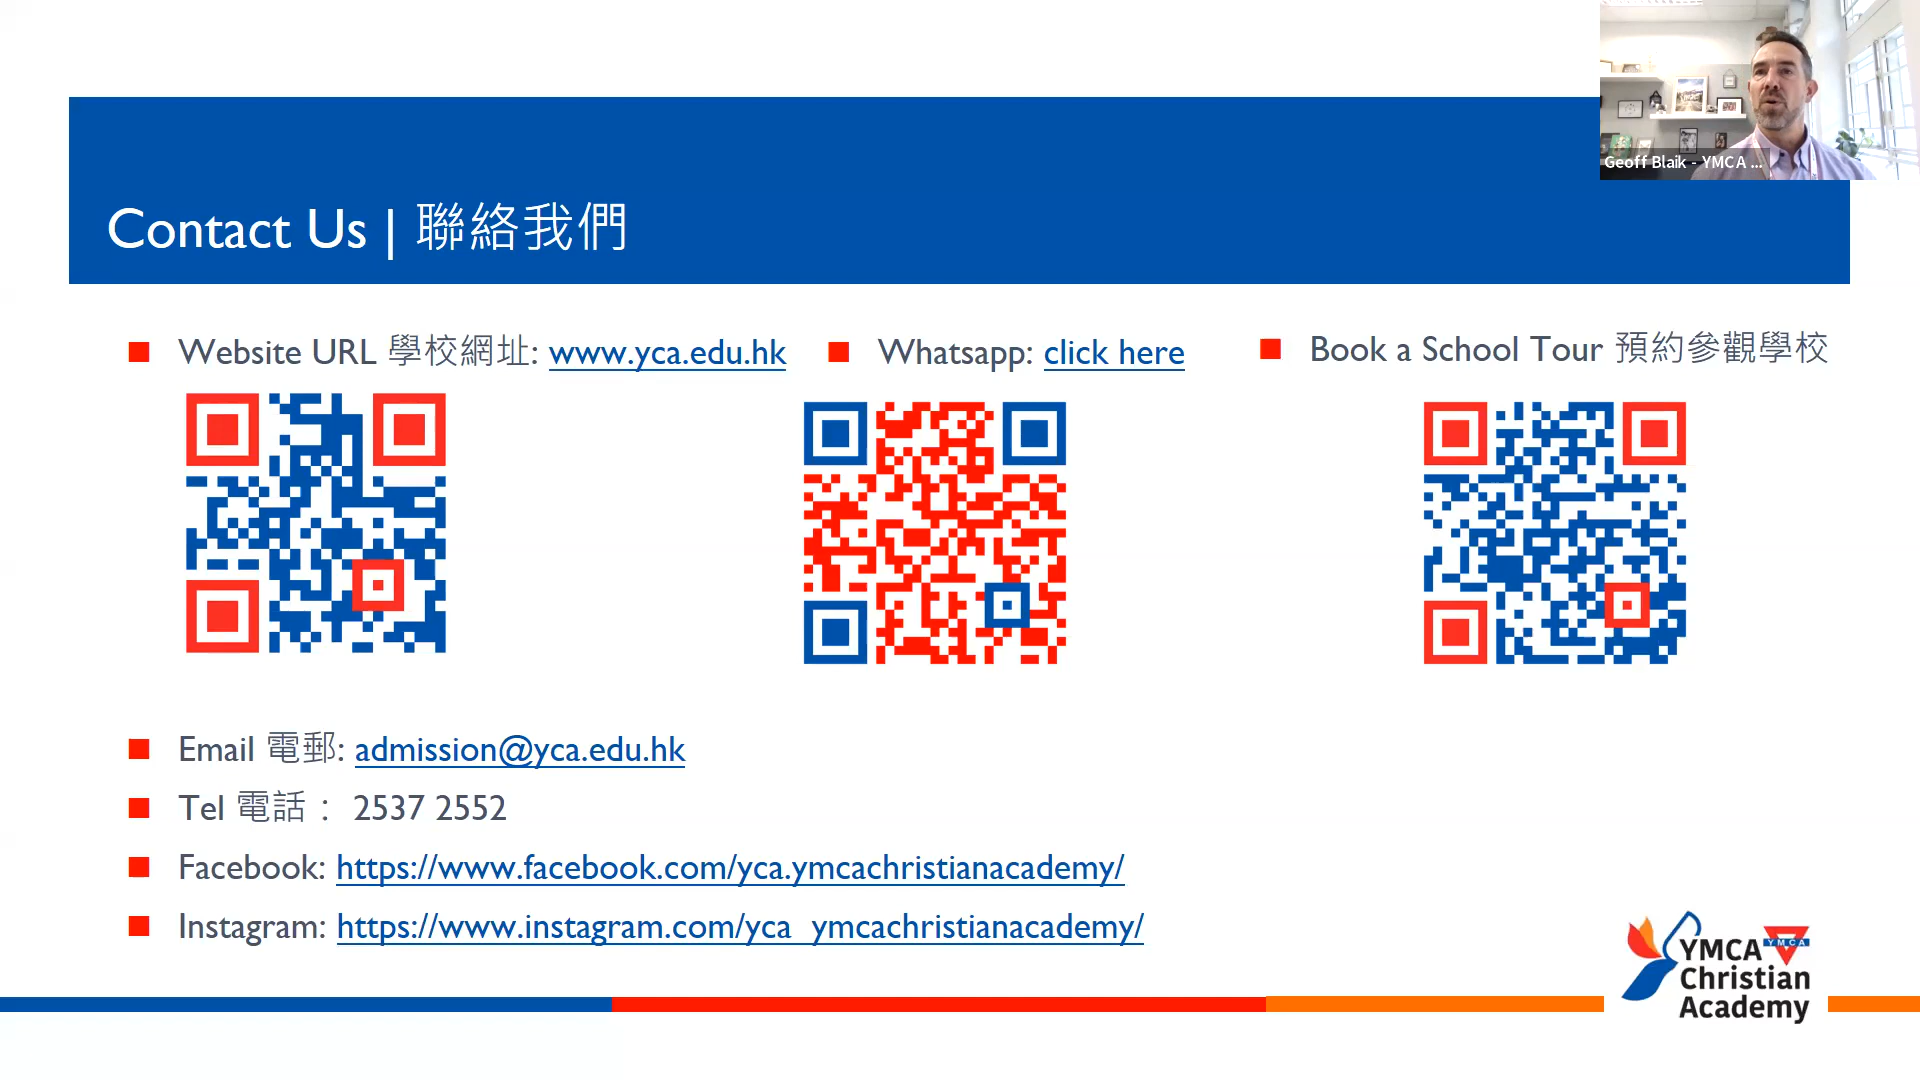 Geoff Blaik - YMCA ...
Contact Us | 聯絡我們
Website URL 學校網址: www.yca.edu.hk
Whatsapp: click here
Book a School Tour 預約參觀學校
Email 電郵: admission@yca.edu.hk
Tel 電話： 2537 2552
Facebook: https://www.facebook.com/yca.ymcachristianacademy/
Instagram: https://www.instagram.com/yca_ymcachristianacademy/
YMCA
YMCA
Christian
Academy